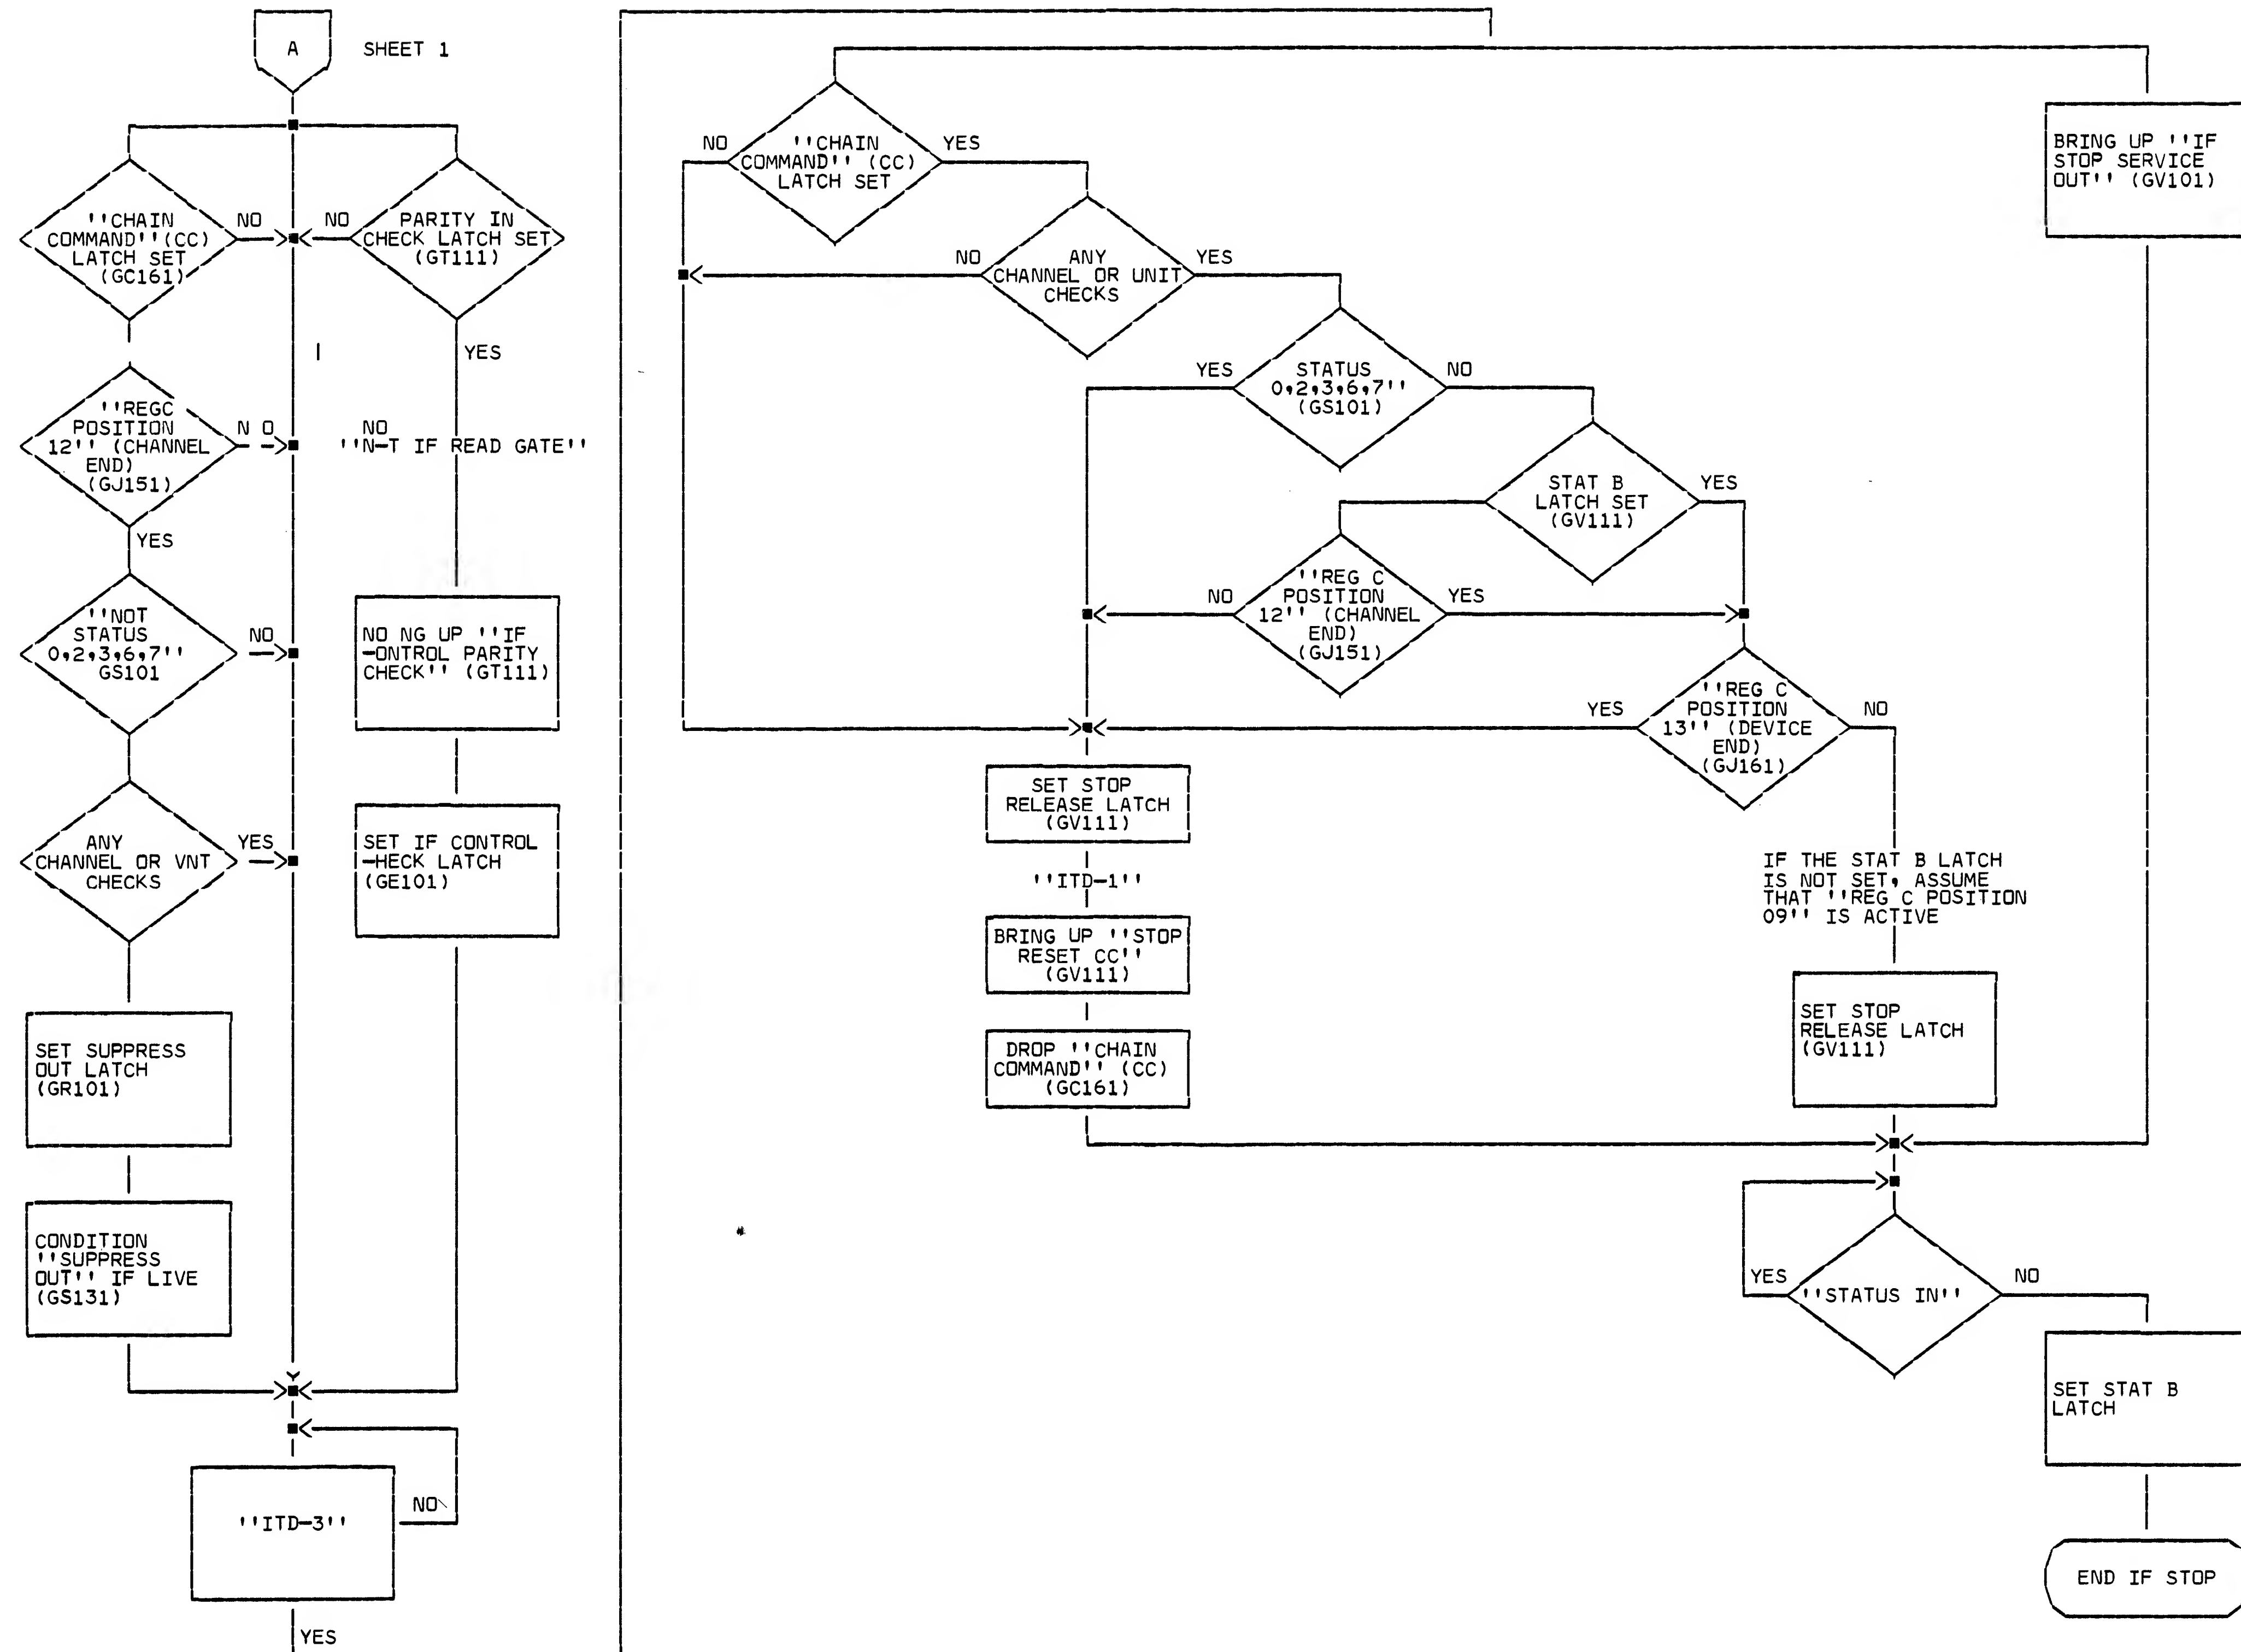 A
SHEET 1
''CHAIN
COMMAND''(CC)
LATCH SET
(GC161)
NO
NO
PARITY IN
CHECK LATCH SET
(GT111)
YES
''REGC
POSITION
12'' (CHANNEL
END)
(GJ151)
N O
NO
''N-T IF READ GATE''
YES
''NOT
STATUS
0,2,3,6,7''
GS101
NO
NO NG UP ''IF
-ONTROL PARITY
CHECK'' (GT111)
ANY
CHANNEL OR VNT
CHECKS
YES
SET IF CONTROL
-HECK LATCH
(GE101)
SET SUPPRESS
OUT LATCH
(GR101)
CONDITION
''SUPPRESS
OUT'' IF LIVE
(GS131)
''ITD-3''
NO
YES
NO
''CHAIN
COMMAND'' (CC)
LATCH SET
YES
NO
ANY
CHANNEL OR UNIT
CHECKS
YES
YES
STATUS
0,2,3,6,7''
(GS101)
NO
STAT B
LATCH SET
(GV111)
YES
NO
''REG C
POSITION
12'' (CHANNEL
END)
(GJ151)
YES
YES
''REG C
POSITION
13'' (DEVICE
END)
(GJ161)
NO
SET STOP
RELEASE LATCH
(GV111)
''ITD-1''
BRING UP ''STOP
RESET CC''
(GV111)
DROP ''CHAIN
COMMAND'' (CC)
(GC161)
IF THE STAT B LATCH
IS NOT SET, ASSUME
THAT ''REG C POSITION
09'' IS ACTIVE
SET STOP
RELEASE LATCH
(GV111)
BRING UP ''IF
STOP SERVICE
OUT'' (GV101)
YES
''STATUS IN''
NO
SET STAT B
LATCH
END IF STOP